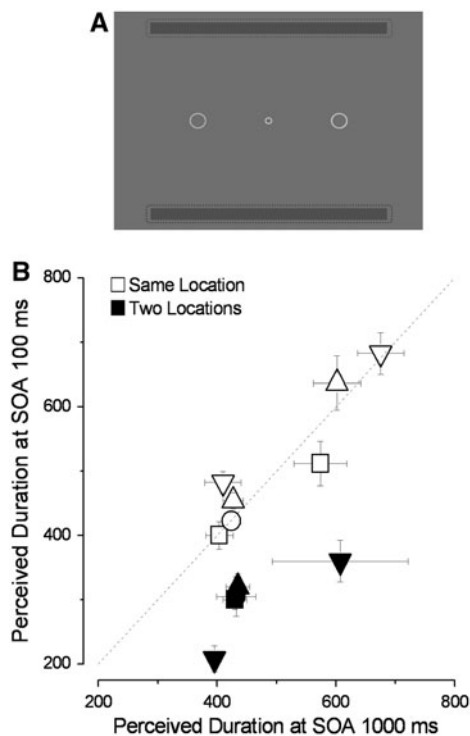 A
B
800
Same Location
Two Locations
600
400
200
Perceived Duration at SOA 100 ms
200 400 600 800
Perceived Duration at SOA 1000 ms